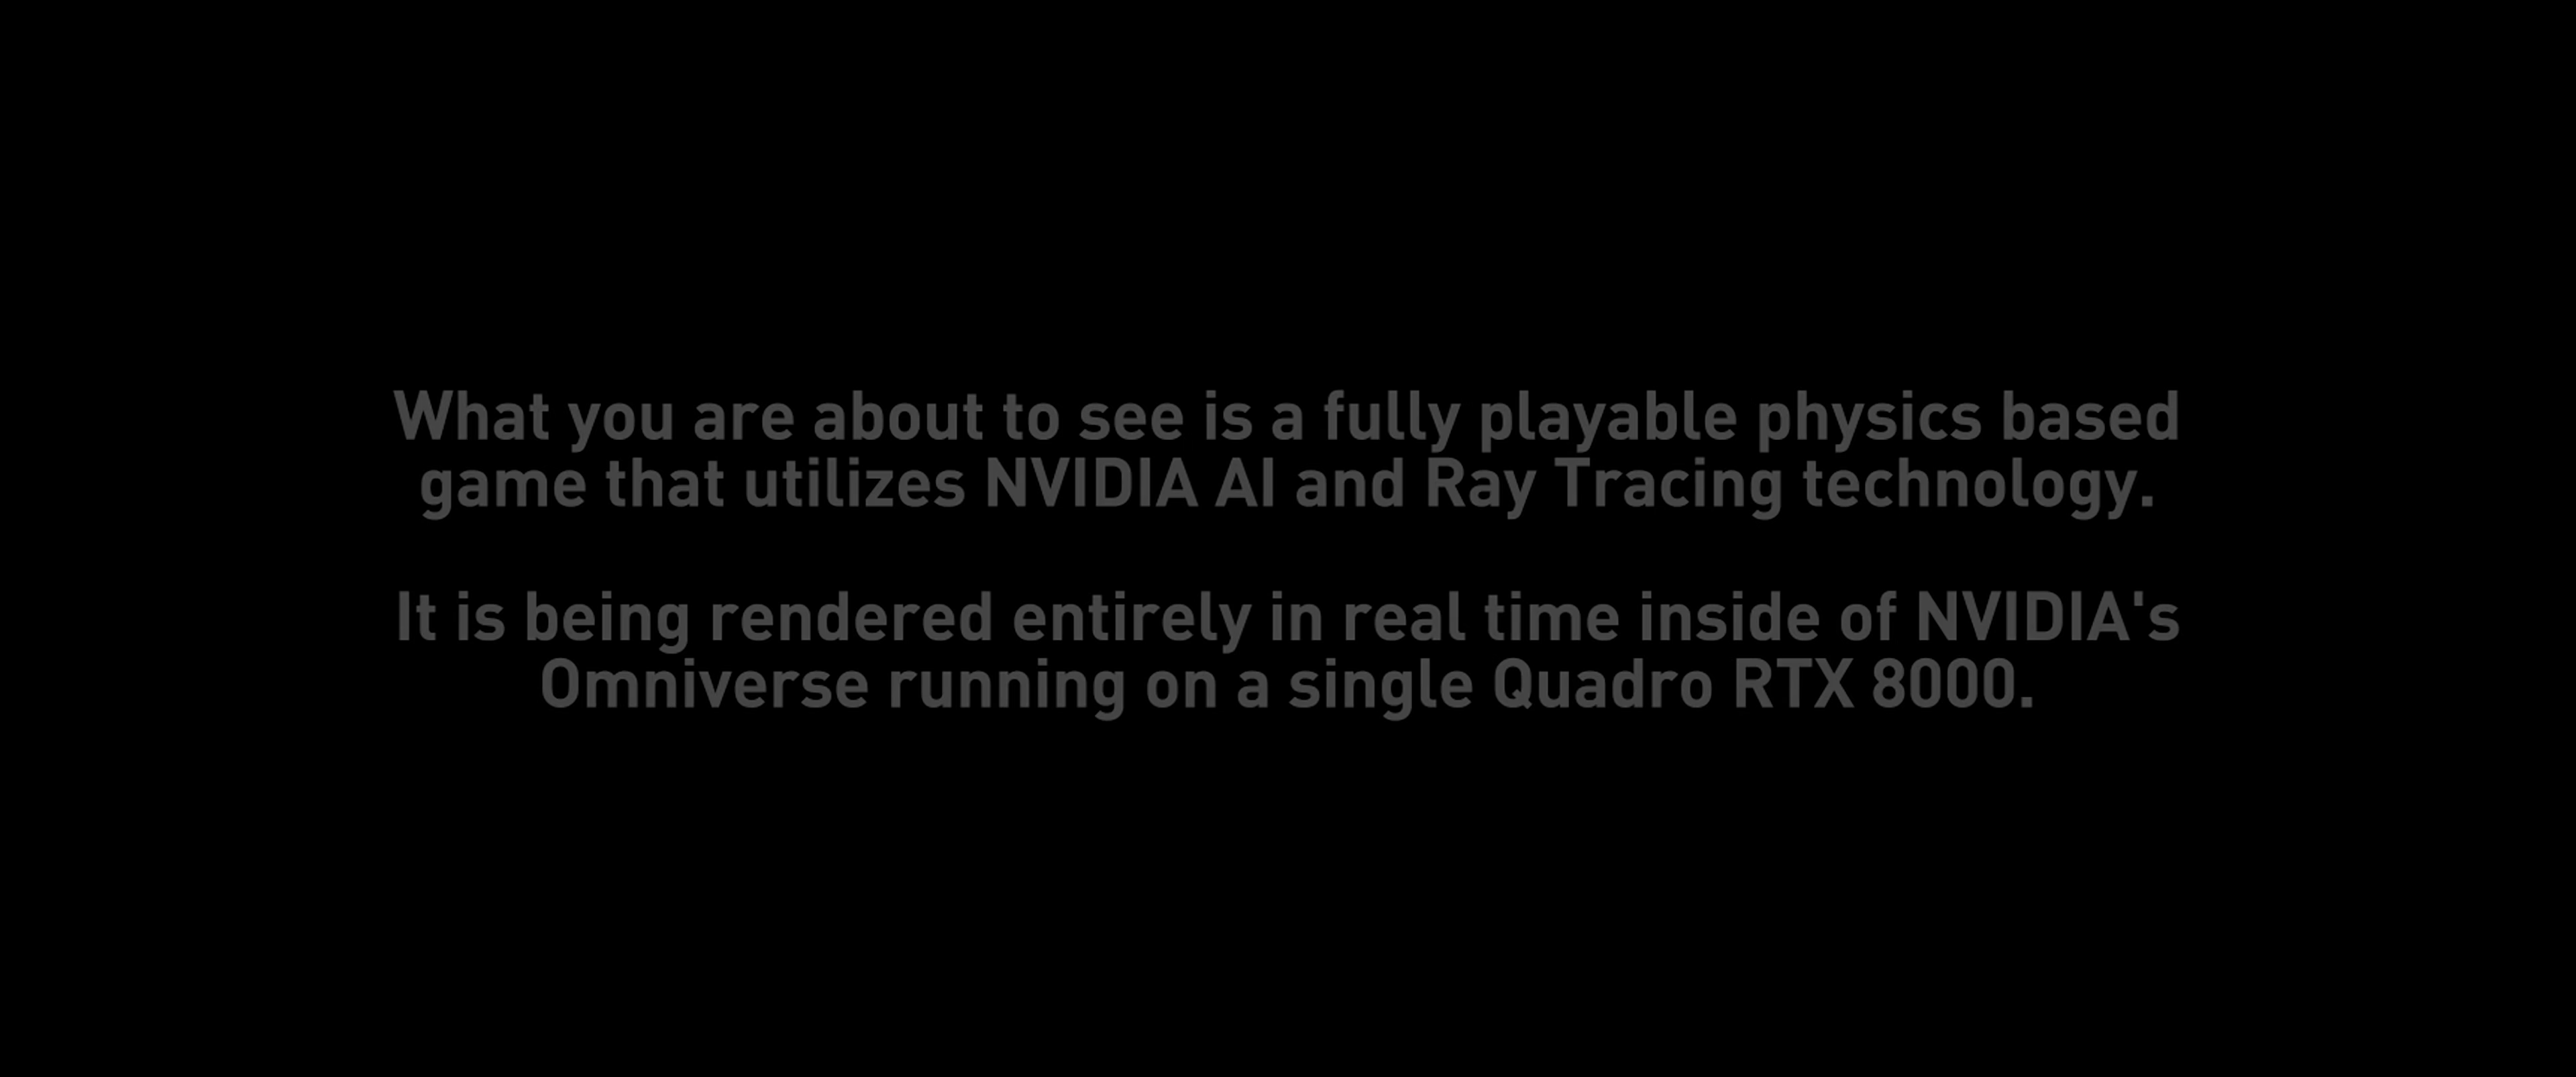 What you are about to see is a fully playable physics based
game that utilizes NVIDIA AI and Ray Tracing technology.
It is being rendered entirely in real time inside of NVIDIA's
Omniverse running on a single Quadro RTX 8000.